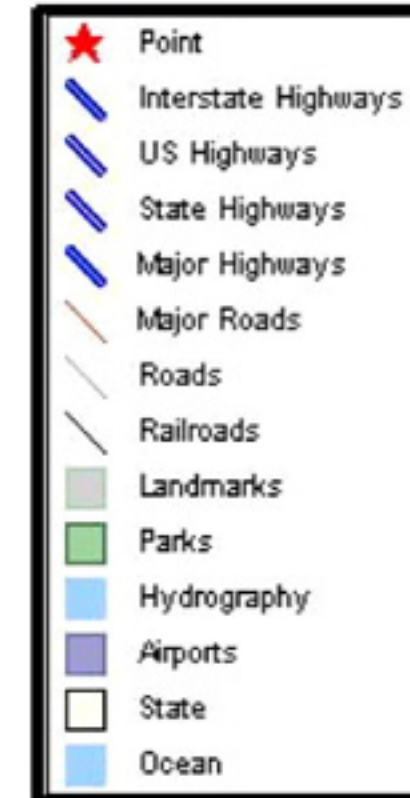 Point
Interstate Highways
US Highways
State Highways
Major Highways
Major Roads
Roads
Railroads
Landmarks
Parks
Hydrography
Airports
State
Ocean